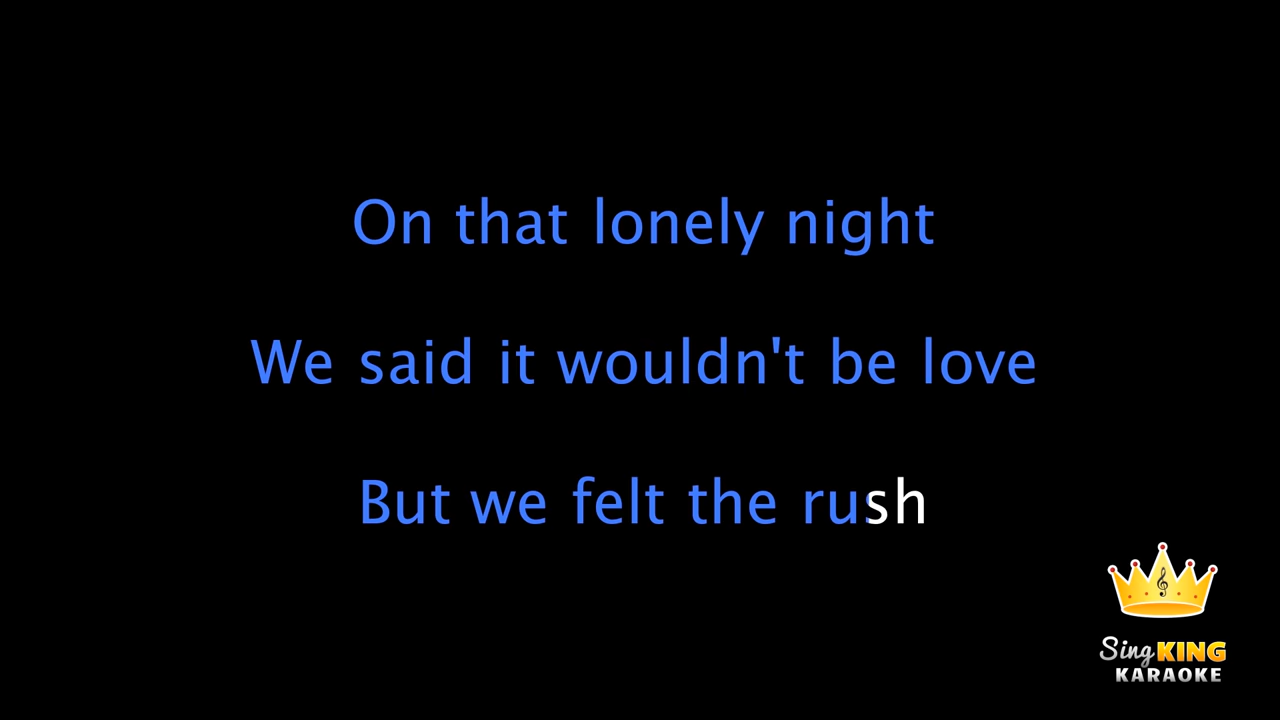 On that lonely night
We said it wouldn't be love
But we felt the rush
Sing KING
KARAOKE